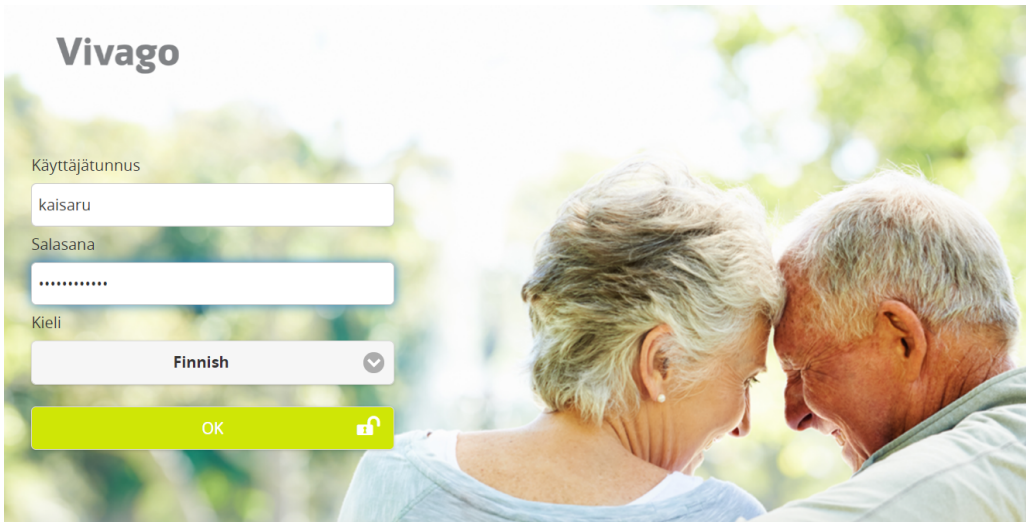 Vivago
Käyttäjätunnus
kaisaru
Salasana
••••••••••••
Kieli
Finnish
OK